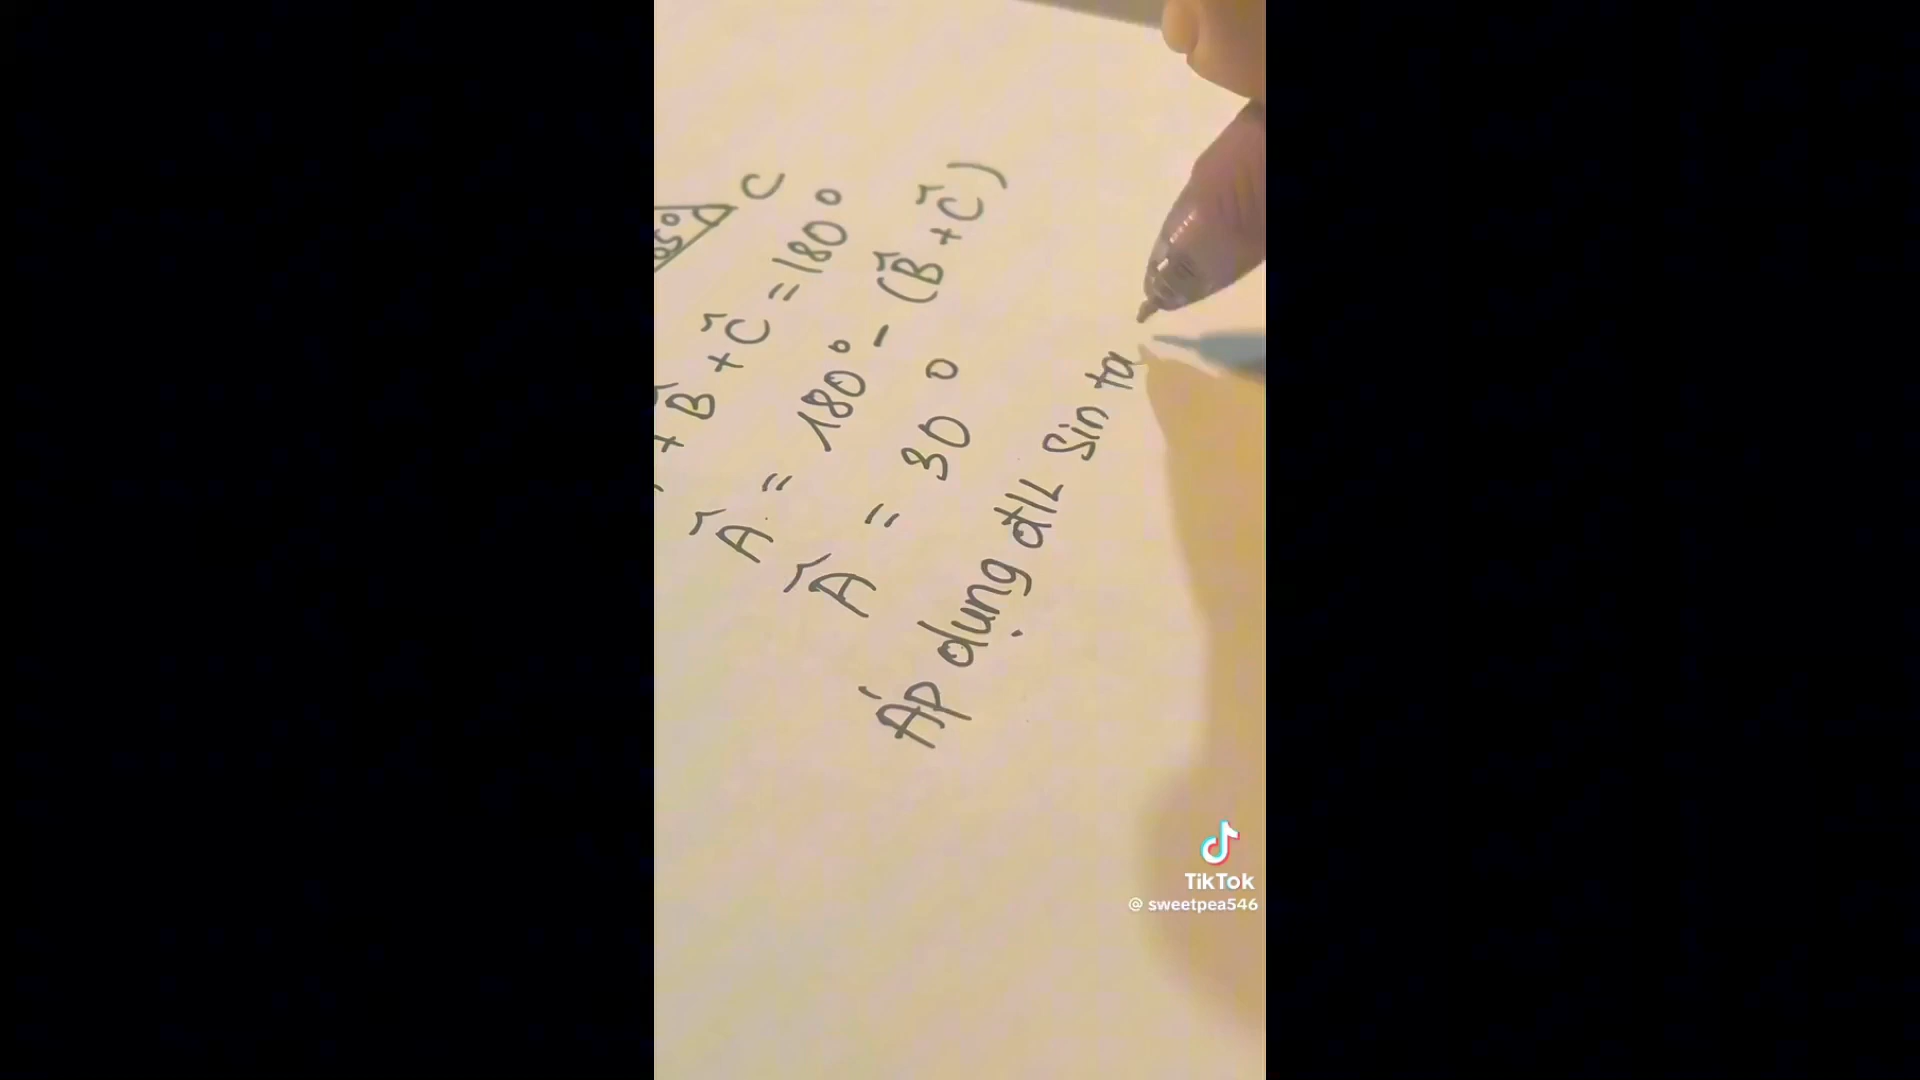 C
+ B̂ + Ĉ = 180°
Â = 180° - (B̂ + Ĉ)
Â = 30°
Áp dụng đlL Sin ta
TikTok
@ sweetpea546